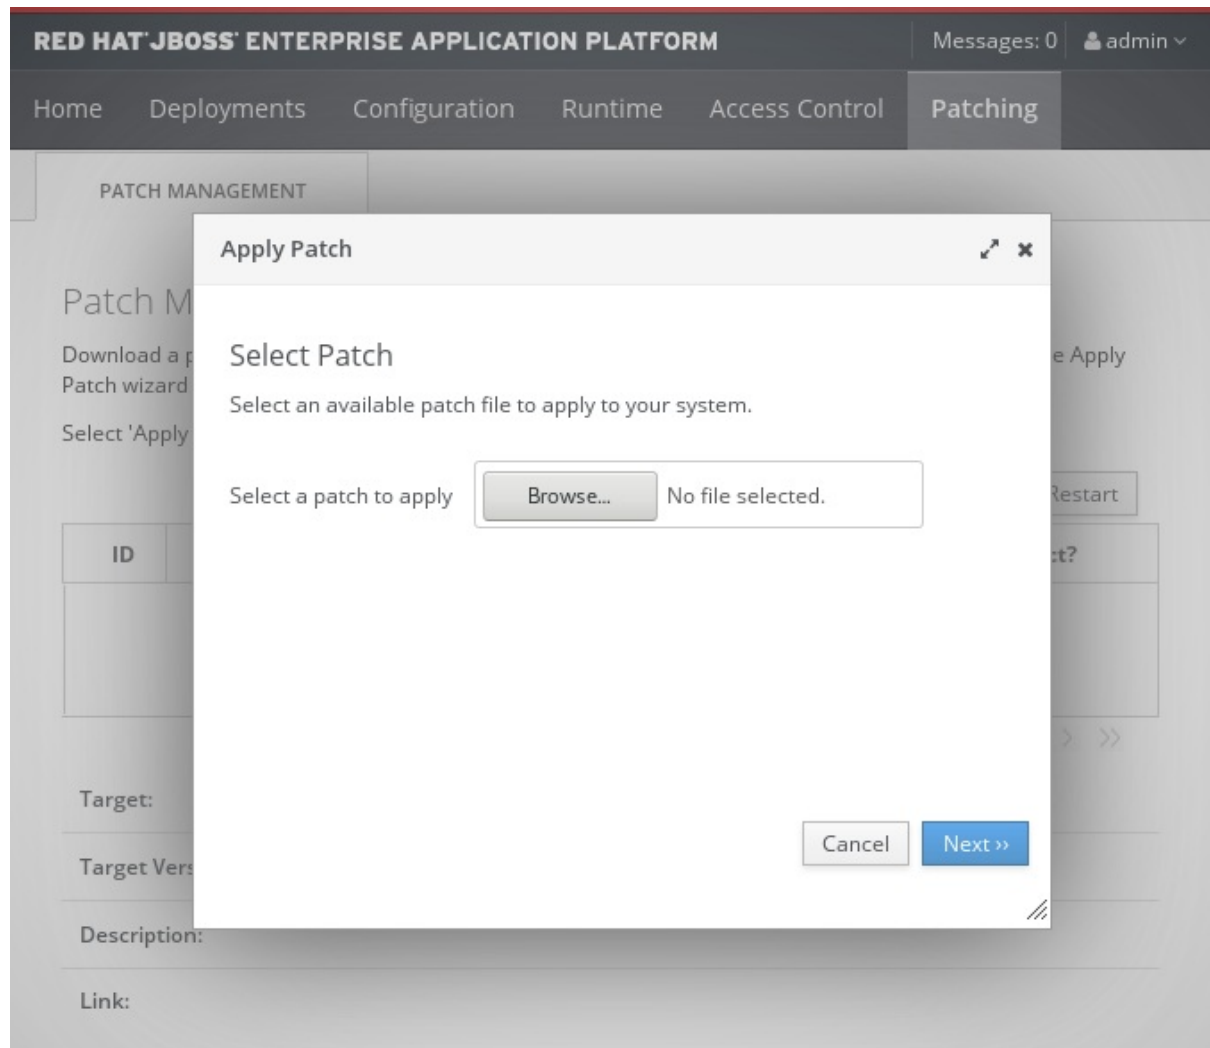 RED HAT JBOSS ENTERPRISE APPLICATION PLATFORM
Messages: 0
admin
Home
Deployments
Configuration
Runtime
Access Control
Patching
PATCH MANAGEMENT
Apply Patch
Patch M
Download a p
e Apply
Patch wizard
Select 'Apply
Select Patch
Select an available patch file to apply to your system.
Select a patch to apply
Browse...
No file selected.
Restart
ID
ct?
Target:
Cancel
Next ››
Target Vers
Description:
Link: